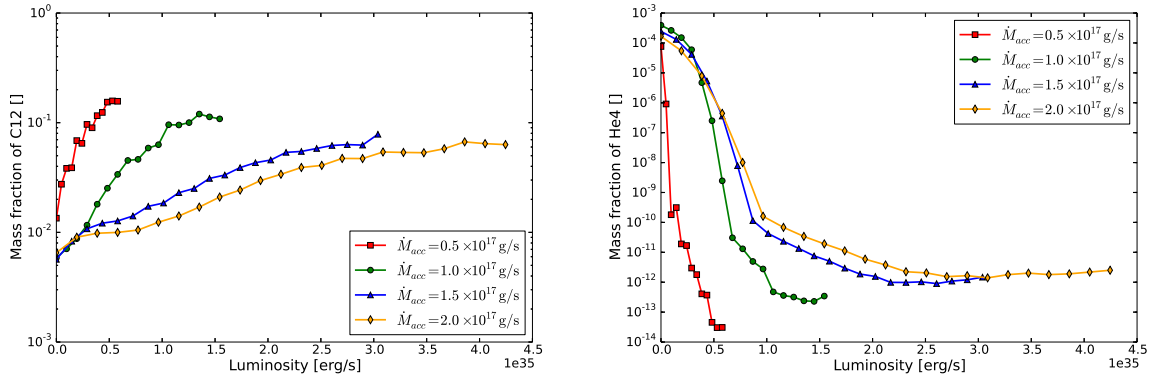 10^0
10^-1
10^-2
10^-3
Mass fraction of C12 []
0.0 0.5 1.0 1.5 2.0 2.5 3.0 3.5 4.0 4.5
1e35
Luminosity [erg/s]
Ṁ_acc=0.5×10^17 g/s
Ṁ_acc=1.0×10^17 g/s
Ṁ_acc=1.5×10^17 g/s
Ṁ_acc=2.0×10^17 g/s
10^-3
10^-4
10^-5
10^-6
10^-7
10^-8
10^-9
10^-10
10^-11
10^-12
10^-13
10^-14
Mass fraction of He4 []
0.0 0.5 1.0 1.5 2.0 2.5 3.0 3.5 4.0 4.5
1e35
Luminosity [erg/s]
Ṁ_acc=0.5×10^17 g/s
Ṁ_acc=1.0×10^17 g/s
Ṁ_acc=1.5×10^17 g/s
Ṁ_acc=2.0×10^17 g/s